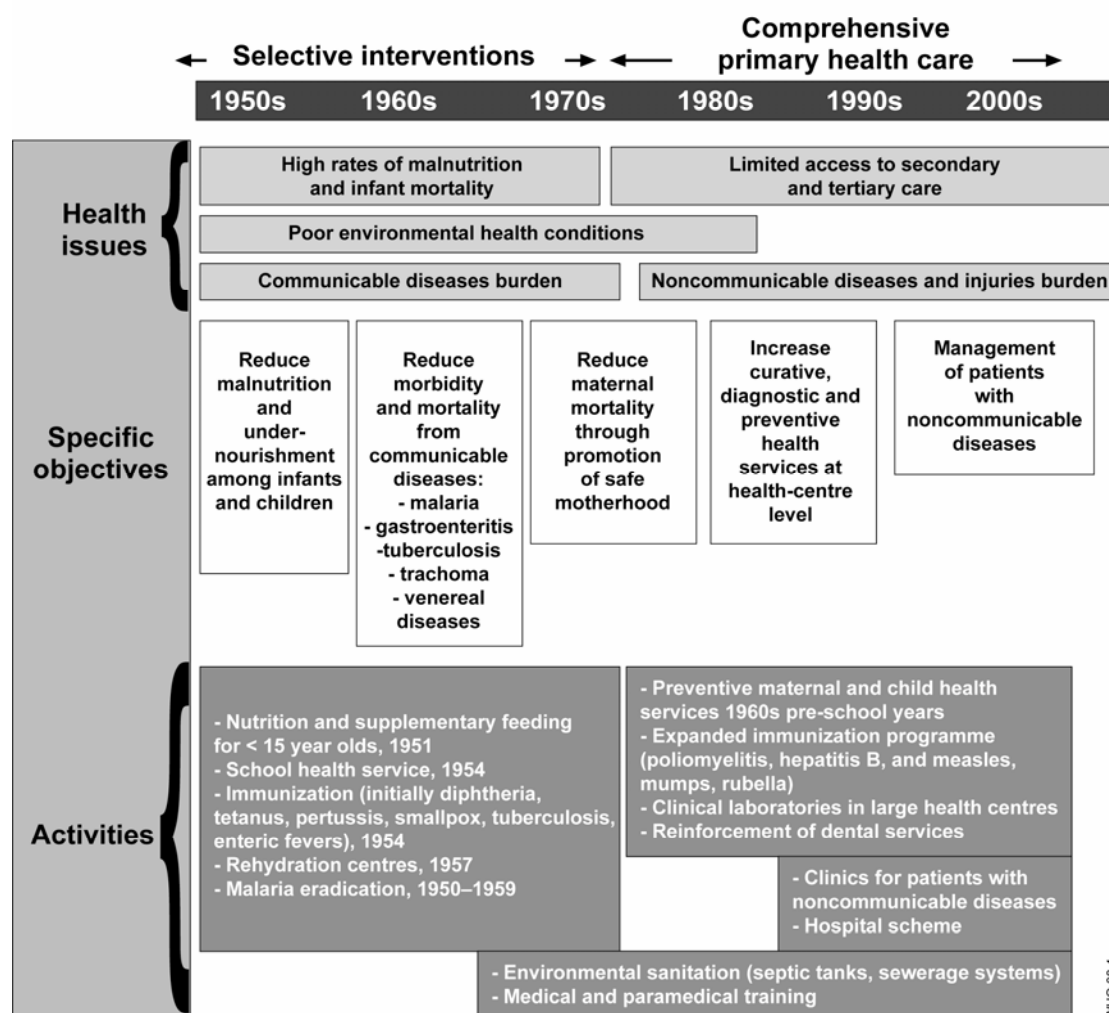 Selective interventions
Comprehensive
primary health care
1950s 1960s 1970s 1980s 1990s 2000s
Health
issues
High rates of malnutrition
and infant mortality
Limited access to secondary
and tertiary care
Poor environmental health conditions
Communicable diseases burden
Noncommunicable diseases and injuries burden
Specific
objectives
Reduce
malnutrition
and
under-
nourishment
among infants
and children
Reduce
morbidity
and mortality
from
communicable
diseases:
- malaria
- gastroenteritis
-tuberculosis
- trachoma
- venereal
diseases
Reduce
maternal
mortality
through
promotion
of safe
motherhood
Increase
curative,
diagnostic and
preventive
health
services at
health-centre
level
Management
of patients
with
noncommunicable
diseases
Activities
- Nutrition and supplementary feeding
for < 15 year olds, 1951
- School health service, 1954
- Immunization (initially diphtheria,
tetanus, pertussis, smallpox, tuberculosis,
enteric fevers), 1954
- Rehydration centres, 1957
- Malaria eradication, 1950–1959
- Preventive maternal and child health
services 1960s pre-school years
- Expanded immunization programme
(poliomyelitis, hepatitis B, and measles,
mumps, rubella)
- Clinical laboratories in large health centres
- Reinforcement of dental services
- Clinics for patients with
noncommunicable diseases
- Hospital scheme
- Environmental sanitation (septic tanks, sewerage systems)
- Medical and paramedical training